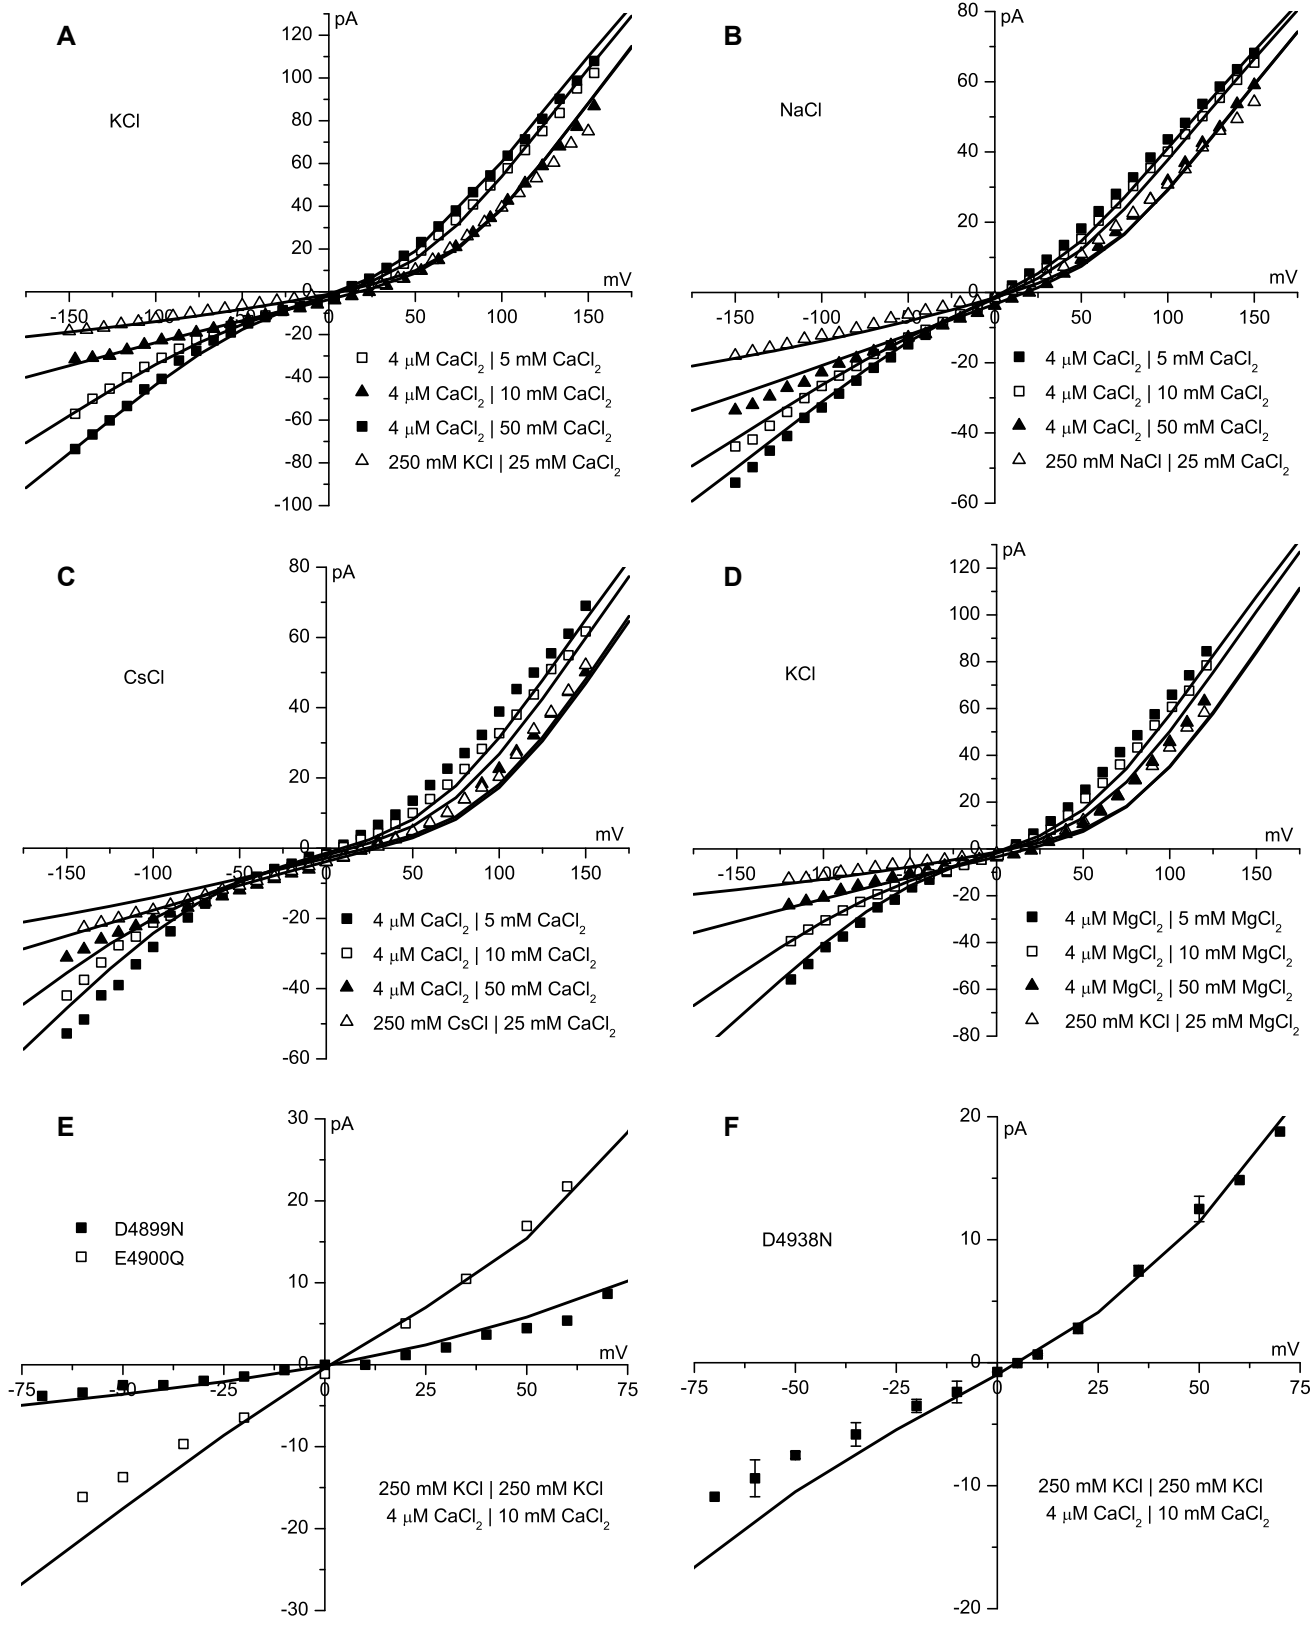 A
pA
KCl
120
100
80
60
40
20
0
mV
-150
-100
-50
50
100
150
-20
-40
-60
-80
-100
4 μM CaCl2 | 5 mM CaCl2
4 μM CaCl2 | 10 mM CaCl2
4 μM CaCl2 | 50 mM CaCl2
250 mM KCl | 25 mM CaCl2
B
pA
NaCl
80
60
40
20
0
mV
-150
-100
-50
50
100
150
-20
-40
-60
4 μM CaCl2 | 5 mM CaCl2
4 μM CaCl2 | 10 mM CaCl2
4 μM CaCl2 | 50 mM CaCl2
250 mM NaCl | 25 mM CaCl2
C
pA
CsCl
80
60
40
20
0
mV
-150
-100
-50
50
100
150
-20
-40
-60
4 μM CaCl2 | 5 mM CaCl2
4 μM CaCl2 | 10 mM CaCl2
4 μM CaCl2 | 50 mM CaCl2
250 mM CsCl | 25 mM CaCl2
D
pA
KCl
120
100
80
60
40
20
0
mV
-150
-100
-50
50
100
150
-20
-40
-60
-80
4 μM MgCl2 | 5 mM MgCl2
4 μM MgCl2 | 10 mM MgCl2
4 μM MgCl2 | 50 mM MgCl2
250 mM KCl | 25 mM MgCl2
E
pA
30
20
10
0
D4899N
E4900Q
mV
-75
-50
-25
0
25
50
75
-10
-20
-30
250 mM KCl | 250 mM KCl
4 μM CaCl2 | 10 mM CaCl2
F
pA
D4938N
20
10
0
mV
-75
-50
-25
0
25
50
75
-10
-20
250 mM KCl | 250 mM KCl
4 μM CaCl2 | 10 mM CaCl2